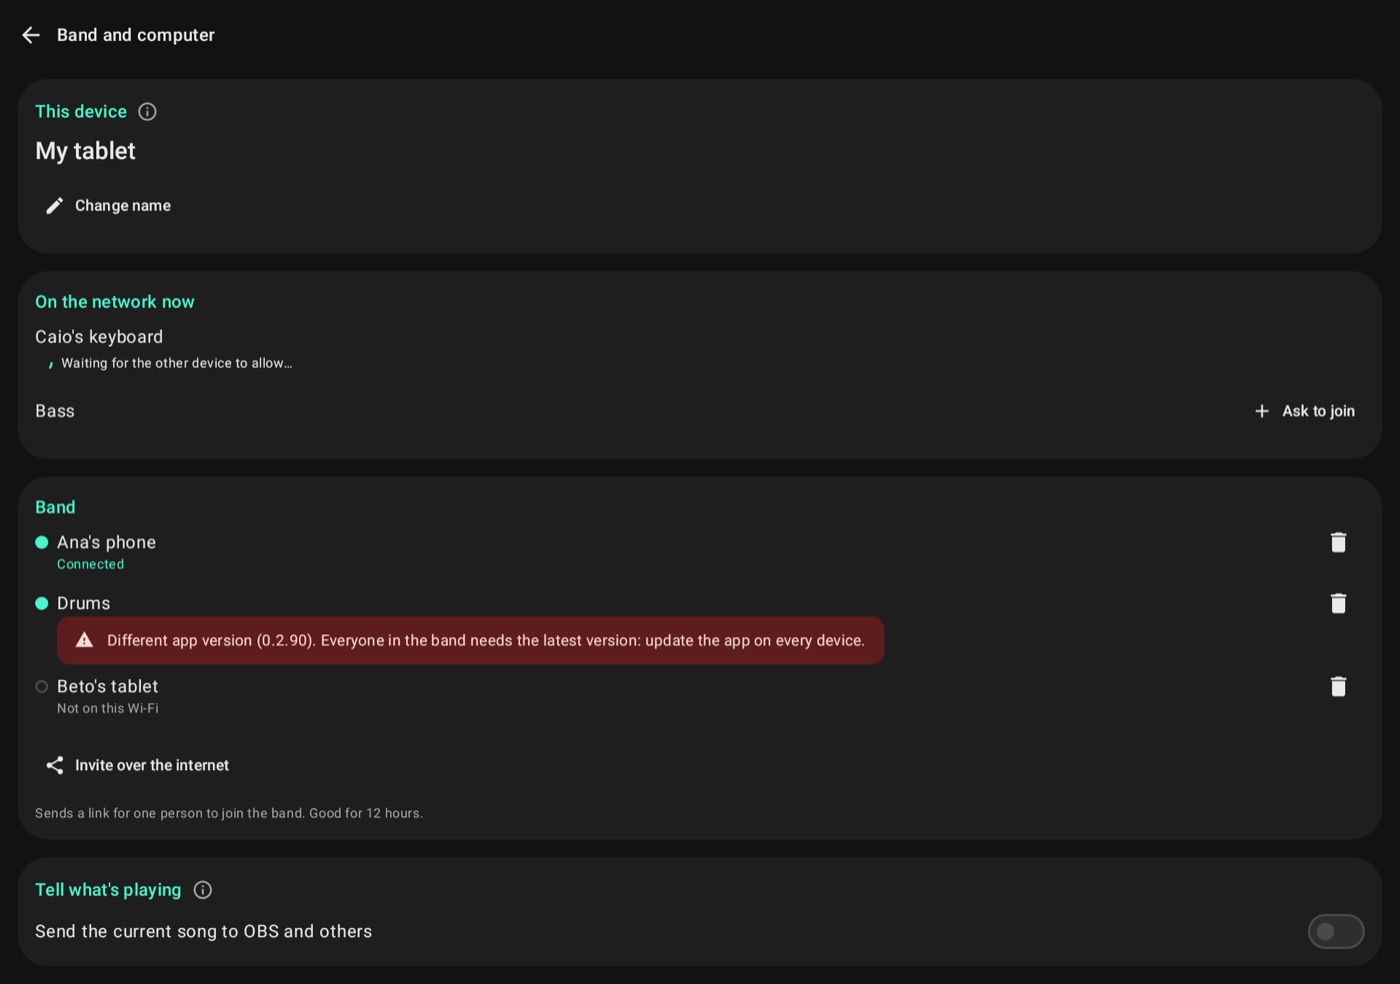 Band and computer
This device
My tablet
Change name
On the network now
Caio's keyboard
Waiting for the other device to allow...
Bass
Ask to join
Band
Ana's phone
Connected
Drums
Different app version (0.2.90). Everyone in the band needs the latest version: update the app on every device.
Beto's tablet
Not on this Wi-Fi
Invite over the internet
Sends a link for one person to join the band. Good for 12 hours.
Tell what's playing
Send the current song to OBS and others